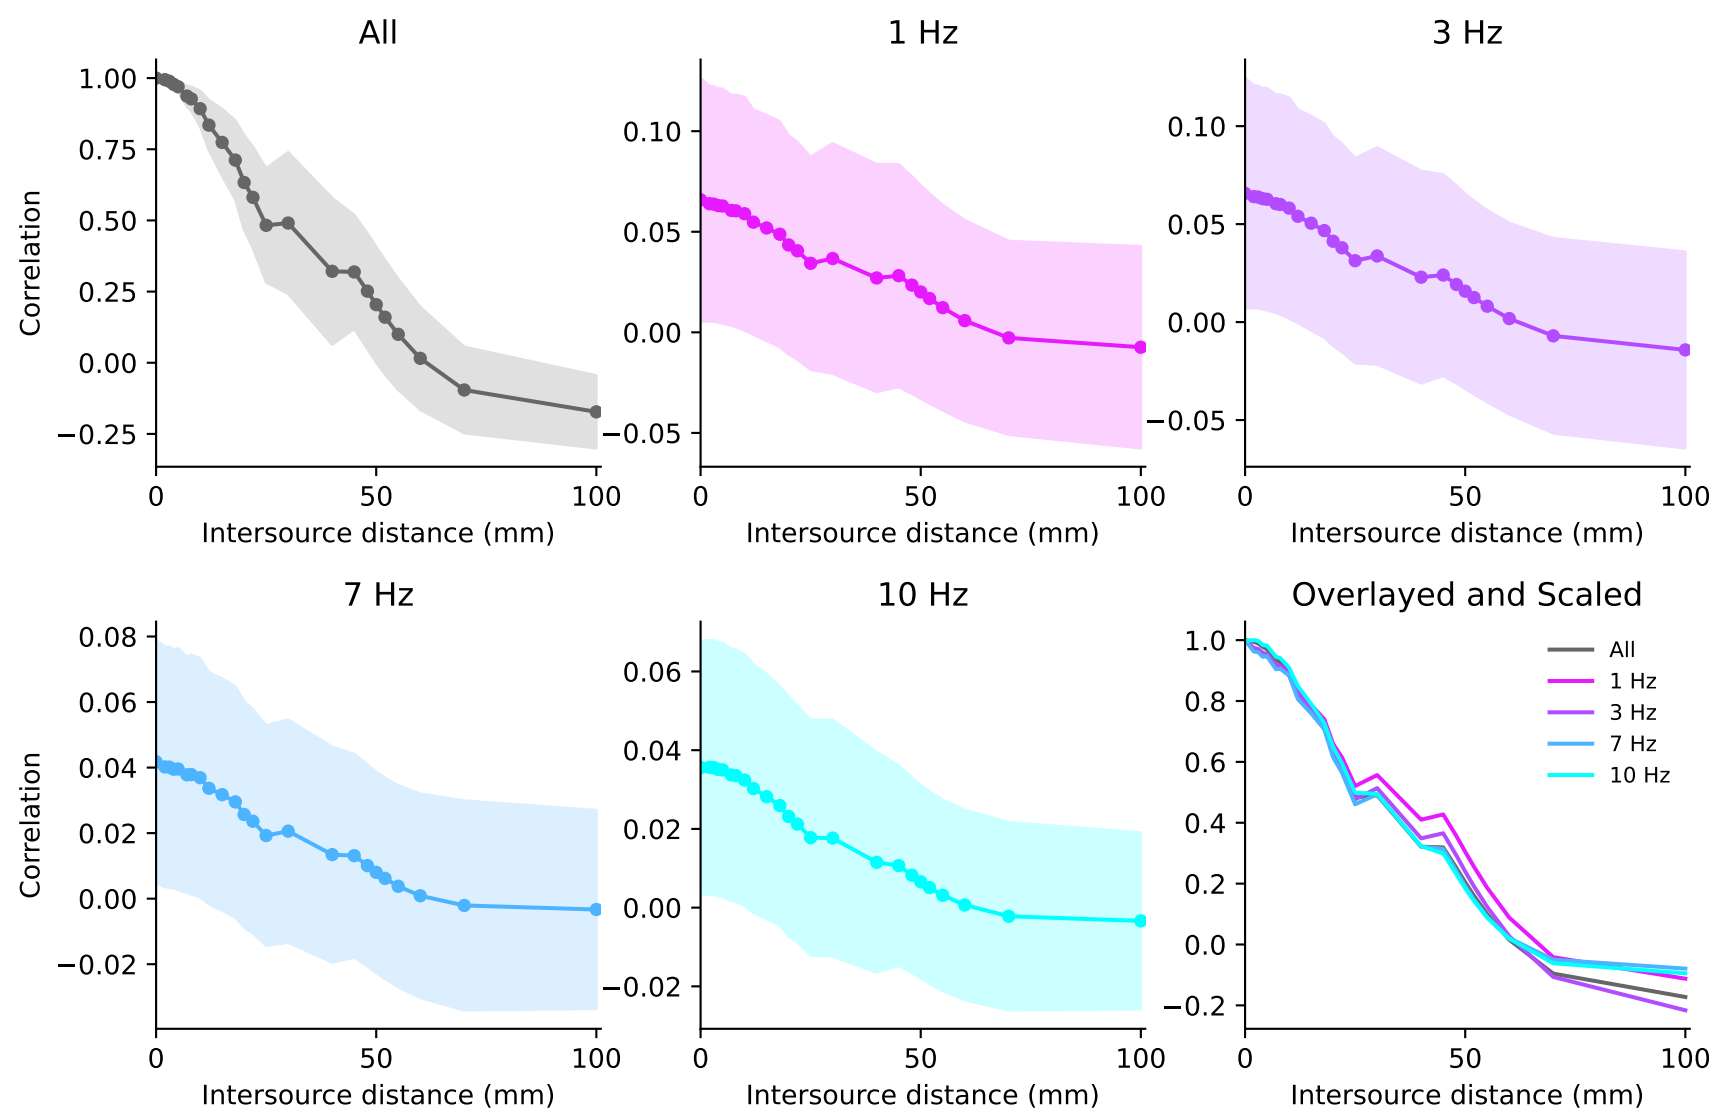 All
1 Hz
3 Hz
1.00
0.75
0.50
0.25
0.00
−0.25
Correlation
0 50 100
Intersource distance (mm)
0.10
0.05
0.00
−0.05
0 50 100
Intersource distance (mm)
0.10
0.05
0.00
−0.05
0 50 100
Intersource distance (mm)
7 Hz
10 Hz
Overlayed and Scaled
0.08
0.06
0.04
0.02
0.00
−0.02
Correlation
0 50 100
Intersource distance (mm)
0.06
0.04
0.02
0.00
−0.02
0 50 100
Intersource distance (mm)
1.0
0.8
0.6
0.4
0.2
0.0
−0.2
All
1 Hz
3 Hz
7 Hz
10 Hz
0 50 100
Intersource distance (mm)